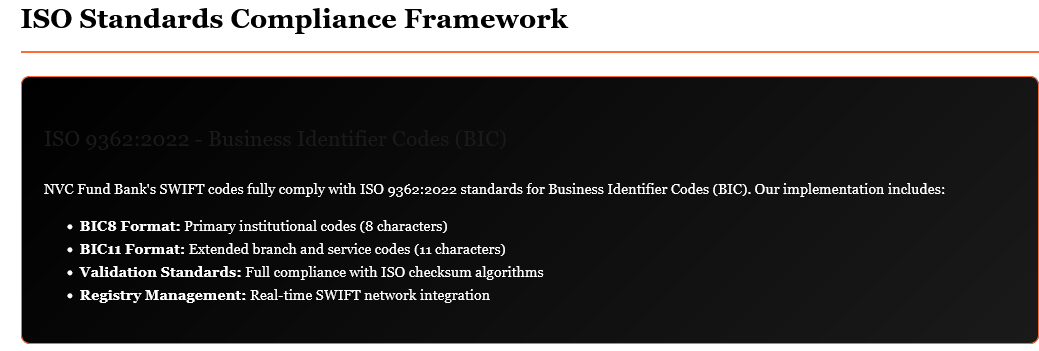 ISO Standards Compliance Framework
ISO 9362:2022 - Business Identifier Codes (BIC)
NVC Fund Bank's SWIFT codes fully comply with ISO 9362:2022 standards for Business Identifier Codes (BIC). Our implementation includes:
• BIC8 Format: Primary institutional codes (8 characters)
• BIC11 Format: Extended branch and service codes (11 characters)
• Validation Standards: Full compliance with ISO checksum algorithms
• Registry Management: Real-time SWIFT network integration